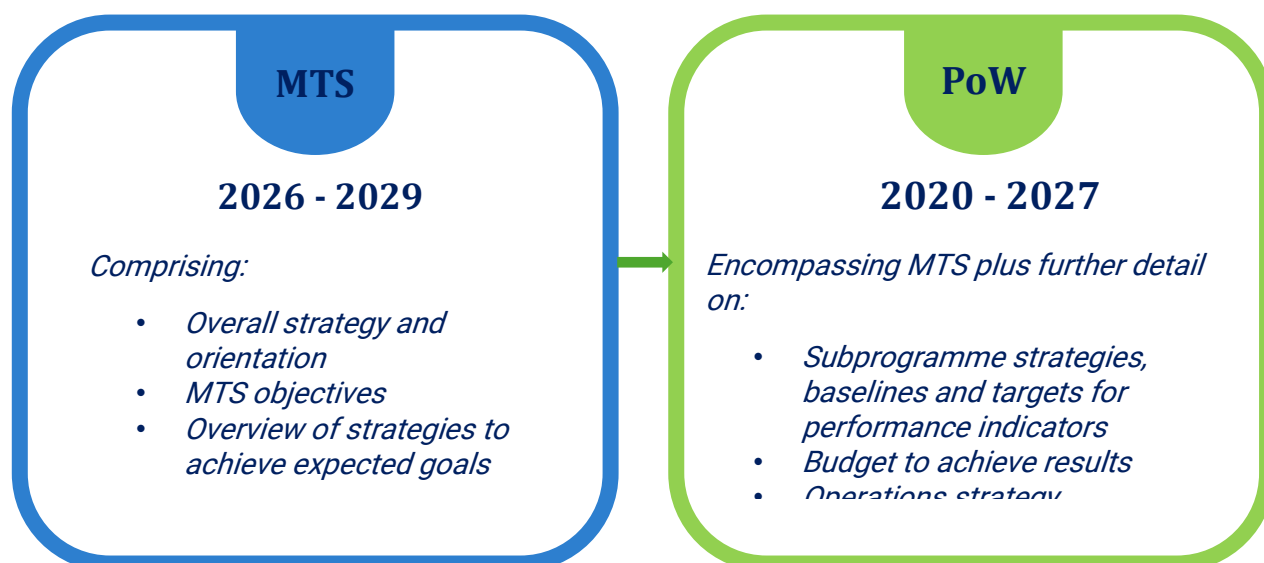 MTS
2026 - 2029
Comprising:
• Overall strategy and
orientation
• MTS objectives
• Overview of strategies to
achieve expected goals
PoW
2020 - 2027
Encompassing MTS plus further detail
on:
• Subprogramme strategies,
baselines and targets for
performance indicators
• Budget to achieve results
• Operations strategy